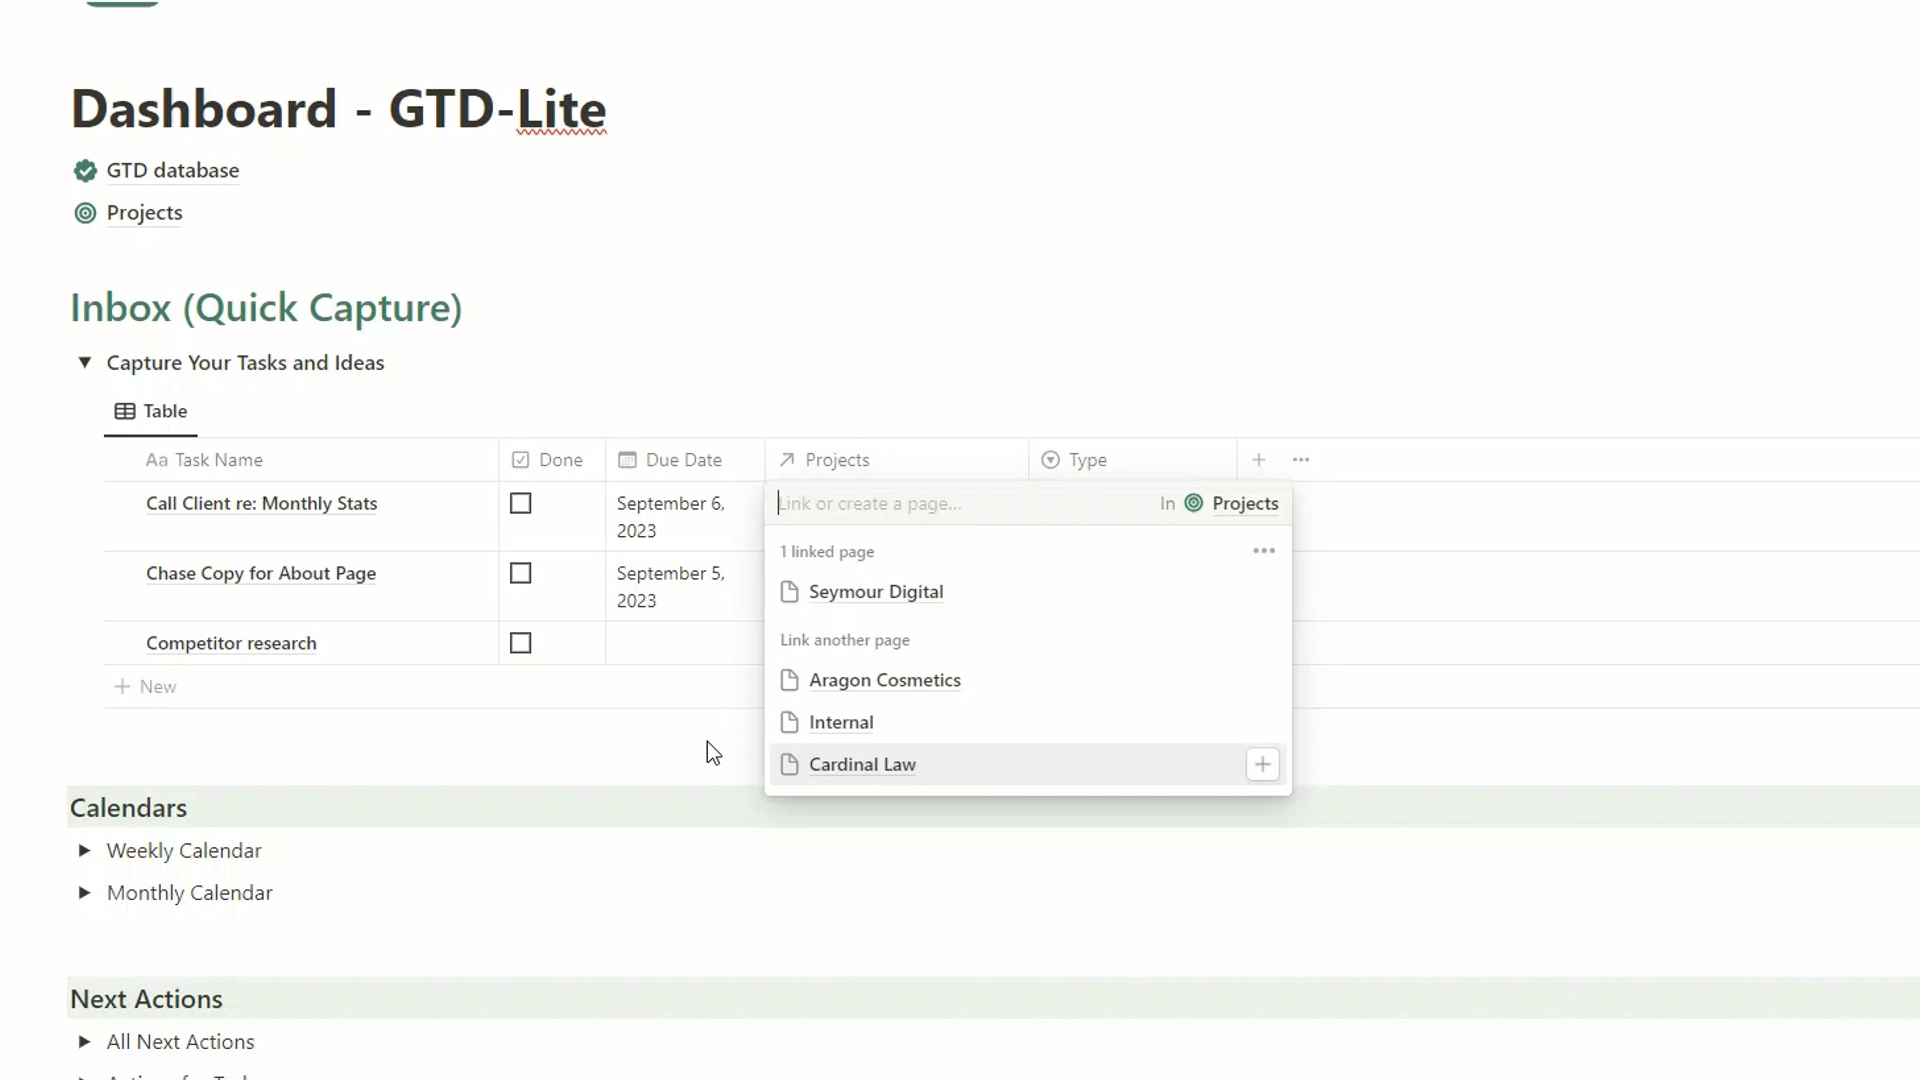 Dashboard - GTD-Lite
GTD database
Projects
Inbox (Quick Capture)
Capture Your Tasks and Ideas
Table
Aa Task Name
Done
Due Date
Projects
Type
Call Client re: Monthly Stats
September 6,
2023
Link or create a page...
In Projects
1 linked page
Seymour Digital
Chase Copy for About Page
September 5,
2023
Link another page
Competitor research
Aragon Cosmetics
New
Internal
Cardinal Law
Calendars
Weekly Calendar
Monthly Calendar
Next Actions
All Next Actions